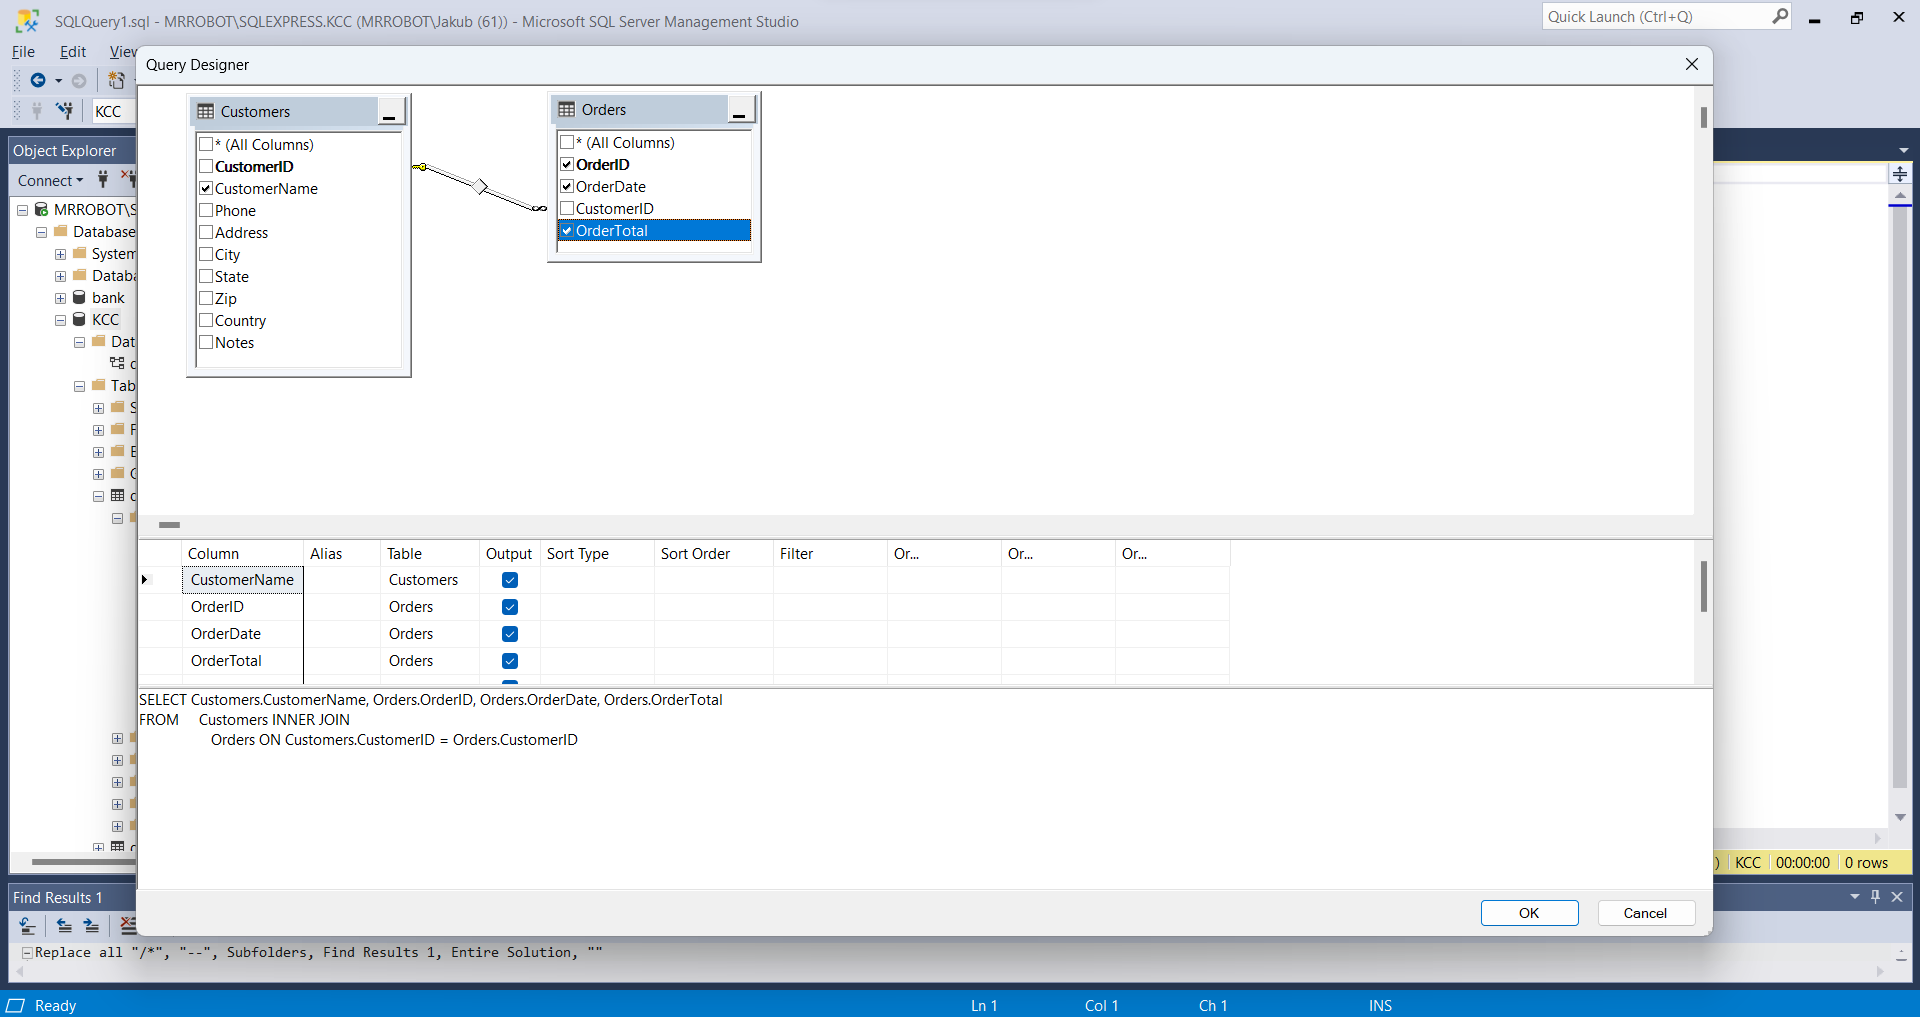 SQLQuery1.sql - MRROBOT\SQLEXPRESS.KCC (MRROBOT\Jakub (61)) - Microsoft SQL Server Management Studio
Quick Launch (Ctrl+Q)
File Edit View
KCC
Query Designer
Customers
* (All Columns)
CustomerID
CustomerName
Phone
Address
City
State
Zip
Country
Notes
Orders
* (All Columns)
OrderID
OrderDate
CustomerID
OrderTotal
Object Explorer
Connect
MRROBOT\S
Database
System
Databa
bank
KCC
Dat
Tab
Column Alias Table Output Sort Type Sort Order Filter Or... Or... Or...
CustomerName Customers
OrderID Orders
OrderDate Orders
OrderTotal Orders
SELECT Customers.CustomerName, Orders.OrderID, Orders.OrderDate, Orders.OrderTotal
FROM Customers INNER JOIN
Orders ON Customers.CustomerID = Orders.CustomerID
) KCC 00:00:00 0 rows
OK Cancel
Find Results 1
Replace all "/*", "--", Subfolders, Find Results 1, Entire Solution, ""
Ready Ln 1 Col 1 Ch 1 INS